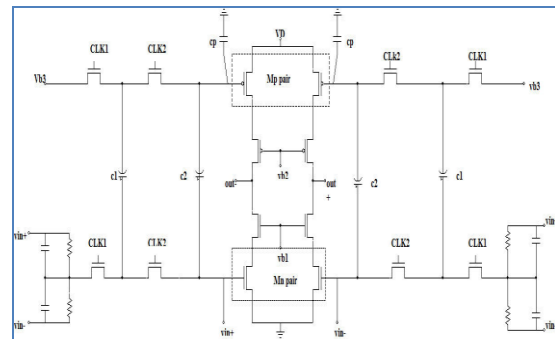 cp
VD
cp
CLK1
CLK2
CLk2
CLK1
Vb3
Mp pair
vb3
c1
c2
vb2
out-
out
+
c2
c1
vin+
CLK1
CLK2
vb1
Mn pair
CLK2
CLK1
vin-
vin+
vin-